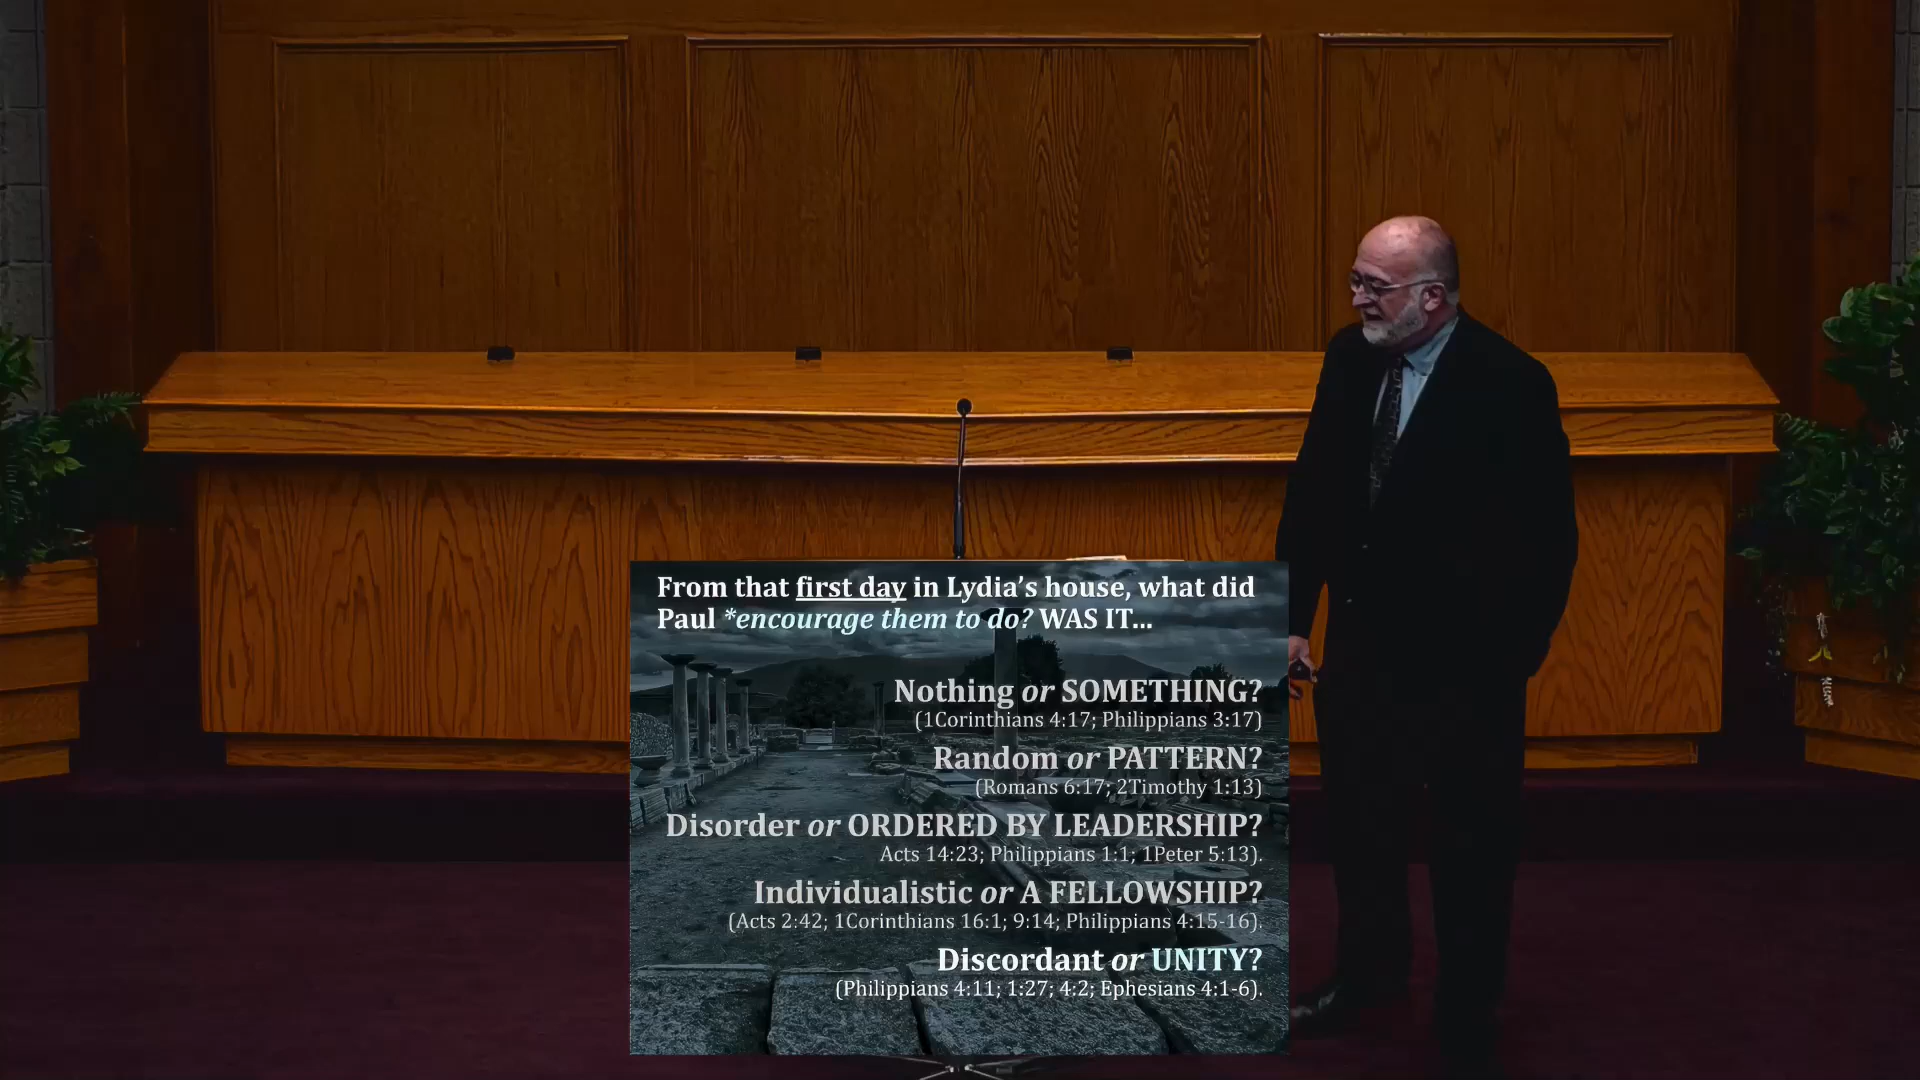 From that first day in Lydia's house, what did
Paul *encourage them to do? WAS IT...
Nothing or SOMETHING?
(1Corinthians 4:17; Philippians 3:17)
Random or PATTERN?
(Romans 6:17; 2Timothy 1:13)
Disorder or ORDERED BY LEADERSHIP?
Acts 14:23; Philippians 1:1; 1Peter 5:13).
Individualistic or A FELLOWSHIP?
(Acts 2:42; 1Corinthians 16:1; 9:14; Philippians 4:15-16).
Discordant or UNITY?
(Philippians 4:11; 1:27; 4:2; Ephesians 4:1-6).